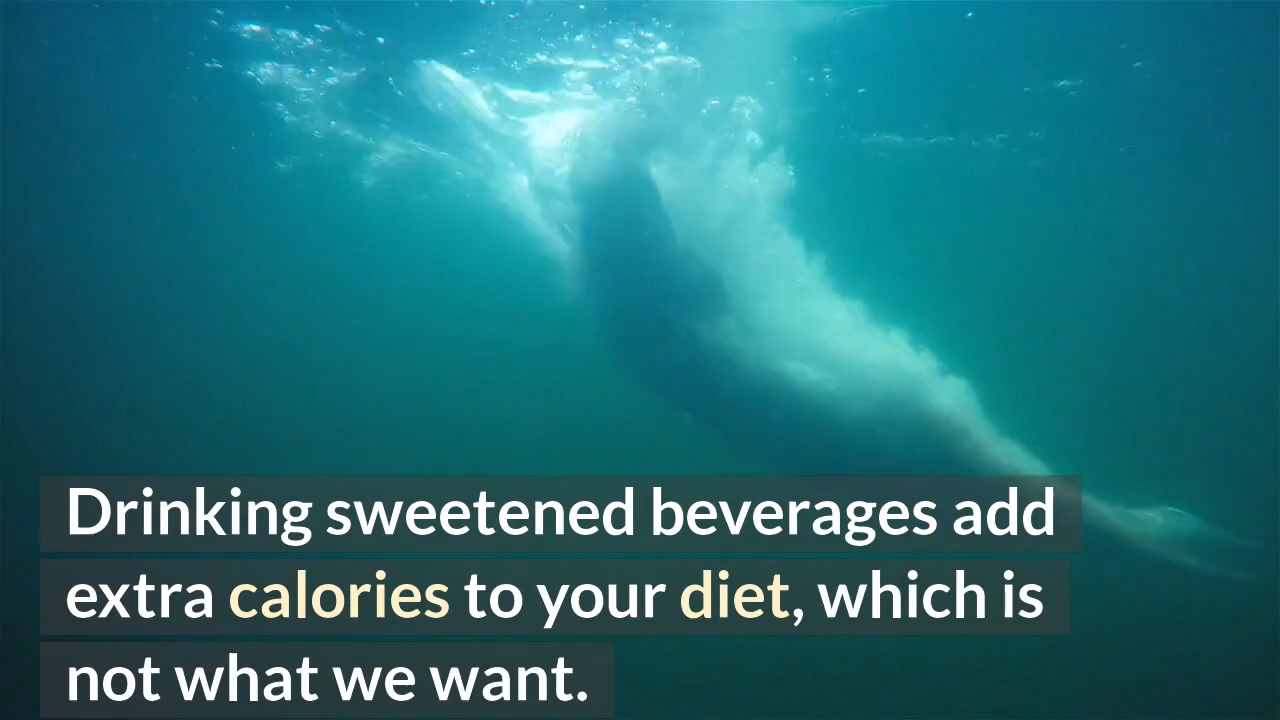 Drinking sweetened beverages add
extra calories to your diet, which is
not what we want.